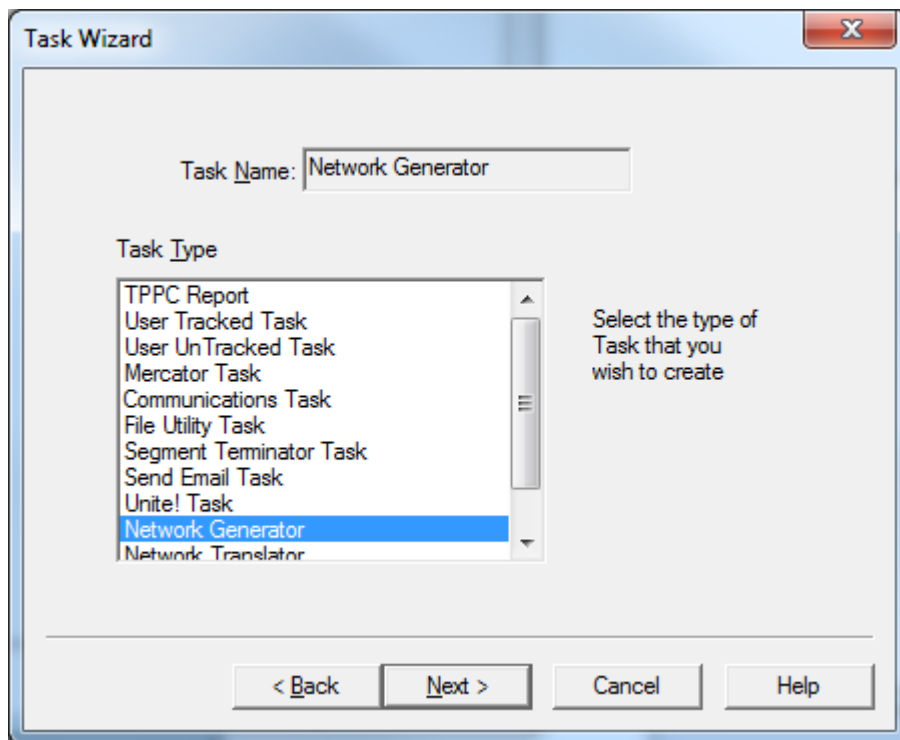 Task Wizard
Task Name: Network Generator
Task Type
TPPC Report
User Tracked Task
User UnTracked Task
Mercator Task
Communications Task
File Utility Task
Segment Terminator Task
Send Email Task
Unite! Task
Network Generator
Network Translator
Select the type of
Task that you
wish to create
< Back Next > Cancel Help